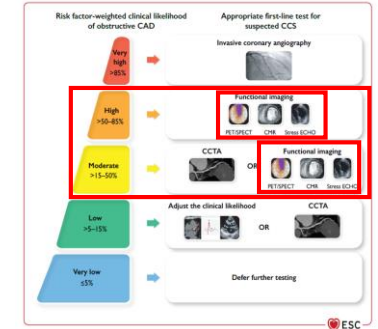 Risk factor-weighted clinical likelihood
of obstructive CAD
Appropriate first-line test for
suspected CCS
Very
high
>85%
Invasive coronary angiography
High
>50–85%
Functional imaging
PET/SPECT CMR Stress ECHO
Moderate
>15–50%
CCTA
OR
Functional imaging
PET/SPECT CMR Stress ECHO
Low
>5–15%
Adjust the clinical likelihood
OR
CCTA
Very low
≤5%
Defer further testing
ESC